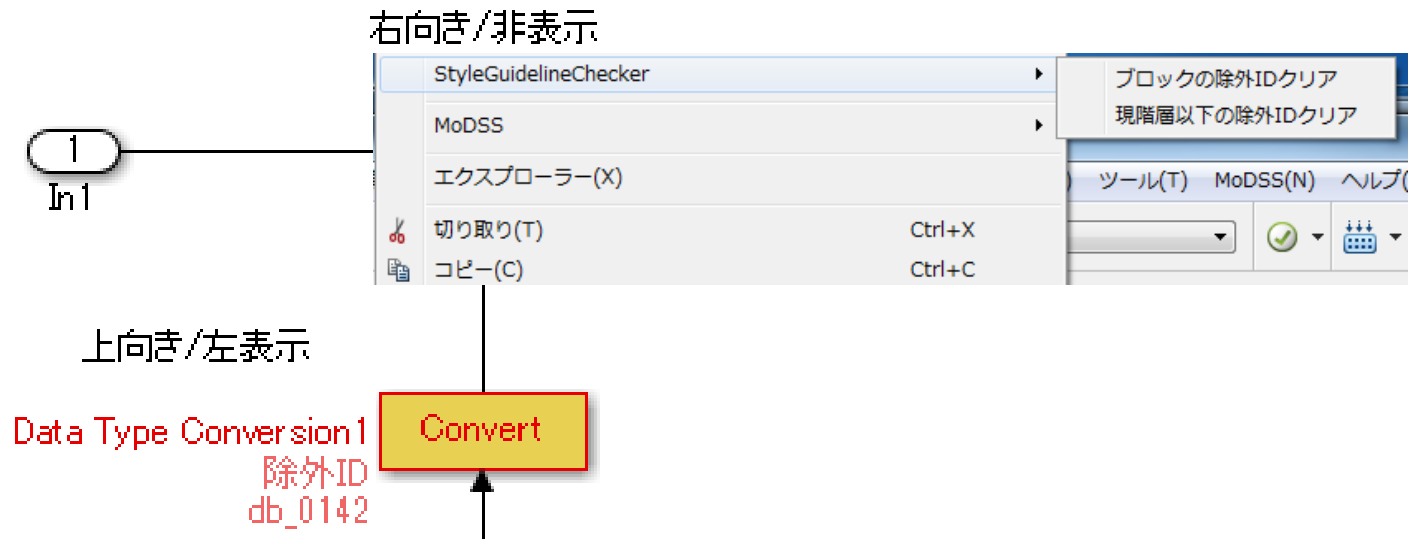 右向き/非表示
StyleGuidelineChecker
ブロックの除外IDクリア
現階層以下の除外IDクリア
MoDSS
1
In1
エクスプローラー(X)
ツール(T) MoDSS(N) ヘルプ(
切り取り(T) Ctrl+X
コピー(C) Ctrl+C
上向き/左表示
Data Type Conversion1
Convert
除外ID
db_0142